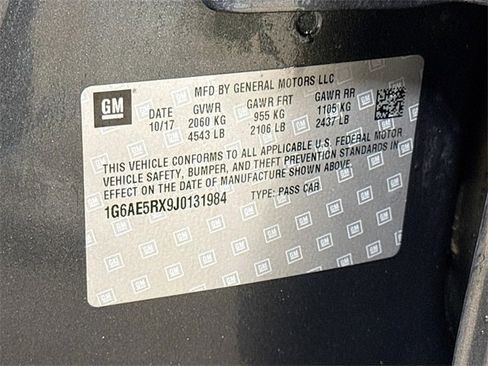 MFD BY GENERAL MOTORS LLC
GM
DATE GVWR GAWR FRT GAWR RR
10/17 2060 KG 955 KG 1105 KG
4543 LB 2106 LB 2437 LB
THIS VEHICLE CONFORMS TO ALL APPLICABLE U.S. FEDERAL MOTOR
VEHICLE SAFETY, BUMPER, AND THEFT PREVENTION STANDARDS IN
EFFECT ON THE DATE OF MANUFACTURE SHOWN ABOVE.
1G6AE5RX9J0131984 TYPE: PASS CAR